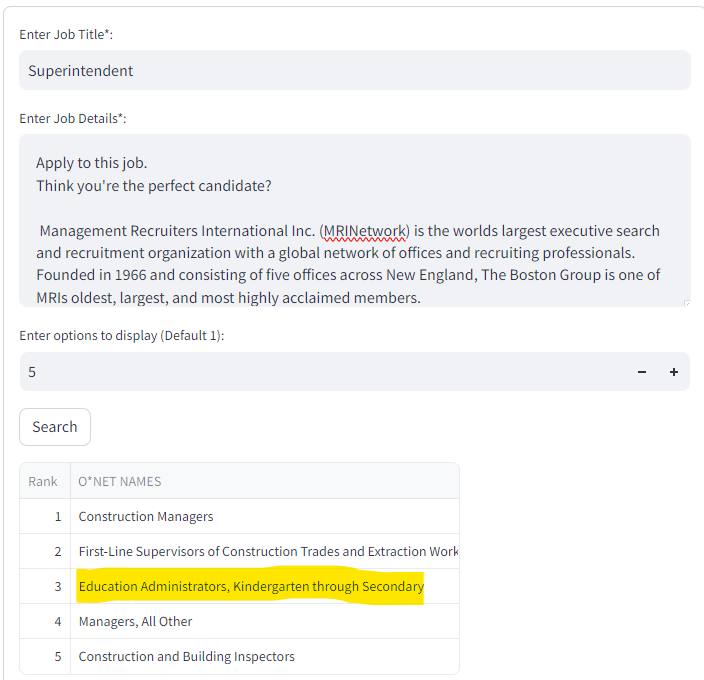 Enter Job Title*:
Superintendent
Enter Job Details*:
Apply to this job.
Think you're the perfect candidate?
Management Recruiters International Inc. (MRINetwork) is the worlds largest executive search
and recruitment organization with a global network of offices and recruiting professionals.
Founded in 1966 and consisting of five offices across New England, The Boston Group is one of
MRIs oldest, largest, and most highly acclaimed members.
Enter options to display (Default 1):
5 − +
Search
Rank O*NET NAMES
1 Construction Managers
2 First-Line Supervisors of Construction Trades and Extraction Work
3 Education Administrators, Kindergarten through Secondary
4 Managers, All Other
5 Construction and Building Inspectors